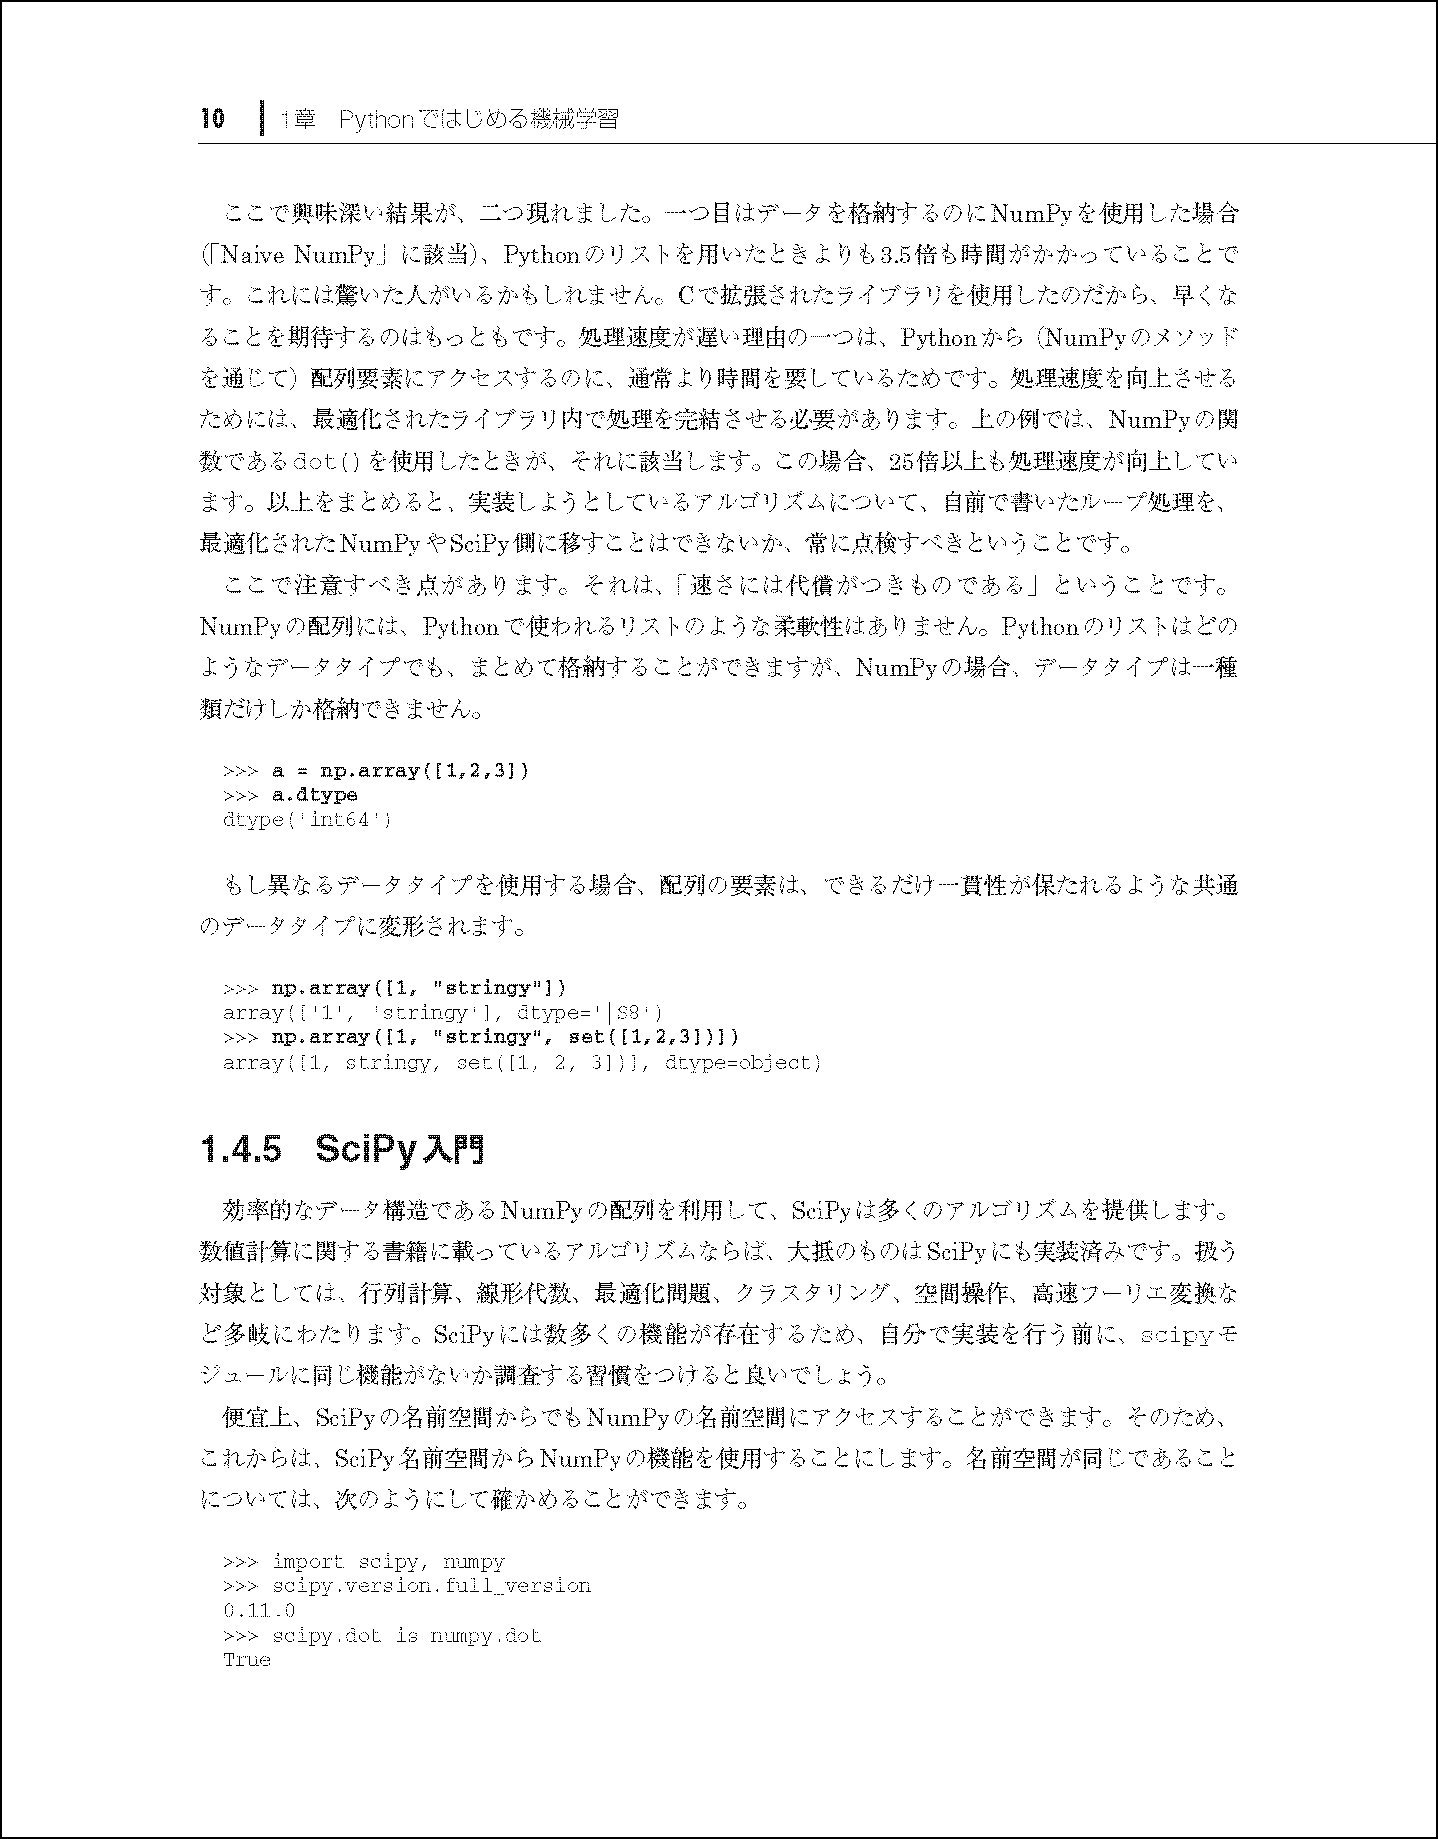 10 1章 Pythonではじめる機械学習
ここで興味深い結果が、二つ現れました。一つ目はデータを格納するのにNumPyを使用した場合
（「Naive NumPy」に該当）、Pythonのリストを用いたときよりも3.5倍も時間がかかっていることで
す。これには驚いた人がいるかもしれません。Cで拡張されたライブラリを使用したのだから、早くな
ることを期待するのはもっともです。処理速度が遅い理由の一つは、Pythonから（NumPyのメソッド
を通じて）配列要素にアクセスするのに、通常より時間を要しているためです。処理速度を向上させる
ためには、最適化されたライブラリ内で処理を完結させる必要があります。上の例では、NumPyの関
数であるdot()を使用したときが、それに該当します。この場合、25倍以上も処理速度が向上してい
ます。以上をまとめると、実装しようとしているアルゴリズムについて、自前で書いたループ処理を、
最適化されたNumPyやSciPy側に移すことはできないか、常に点検すべきということです。
ここで注意すべき点があります。それは、「速さには代償がつきものである」ということです。
NumPyの配列には、Pythonで使われるリストのような柔軟性はありません。Pythonのリストはどの
ようなデータタイプでも、まとめて格納することができますが、NumPyの場合、データタイプは一種
類だけしか格納できません。
>>> a = np.array([1,2,3])
>>> a.dtype
dtype('int64')
もし異なるデータタイプを使用する場合、配列の要素は、できるだけ一貫性が保たれるような共通
のデータタイプに変形されます。
>>> np.array([1, "stringy"])
array(['1', 'stringy'], dtype='|S8')
>>> np.array([1, "stringy", set([1,2,3])])
array([1, stringy, set([1, 2, 3])], dtype=object)
1.4.5 SciPy入門
効率的なデータ構造であるNumPyの配列を利用して、SciPyは多くのアルゴリズムを提供します。
数値計算に関する書籍に載っているアルゴリズムならば、大抵のものはSciPyにも実装済みです。扱う
対象としては、行列計算、線形代数、最適化問題、クラスタリング、空間操作、高速フーリエ変換な
ど多岐にわたります。SciPyには数多くの機能が存在するため、自分で実装を行う前に、scipyモ
ジュールに同じ機能がないか調査する習慣をつけると良いでしょう。
便宜上、SciPyの名前空間からでもNumPyの名前空間にアクセスすることができます。そのため、
これからは、SciPy名前空間からNumPyの機能を使用することにします。名前空間が同じであること
については、次のようにして確かめることができます。
>>> import scipy, numpy
>>> scipy.version.full_version
0.11.0
>>> scipy.dot is numpy.dot
True